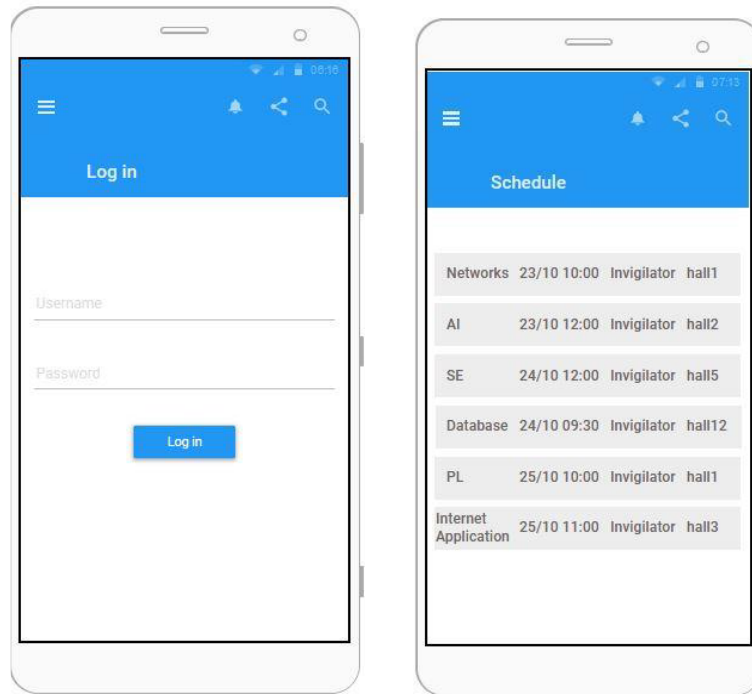 06:16
Log in
Username
Password
Log in
07:13
Schedule
Networks 23/10 10:00 Invigilator hall1
AI 23/10 12:00 Invigilator hall2
SE 24/10 12:00 Invigilator hall5
Database 24/10 09:30 Invigilator hall12
PL 25/10 10:00 Invigilator hall1
Internet
Application 25/10 11:00 Invigilator hall3